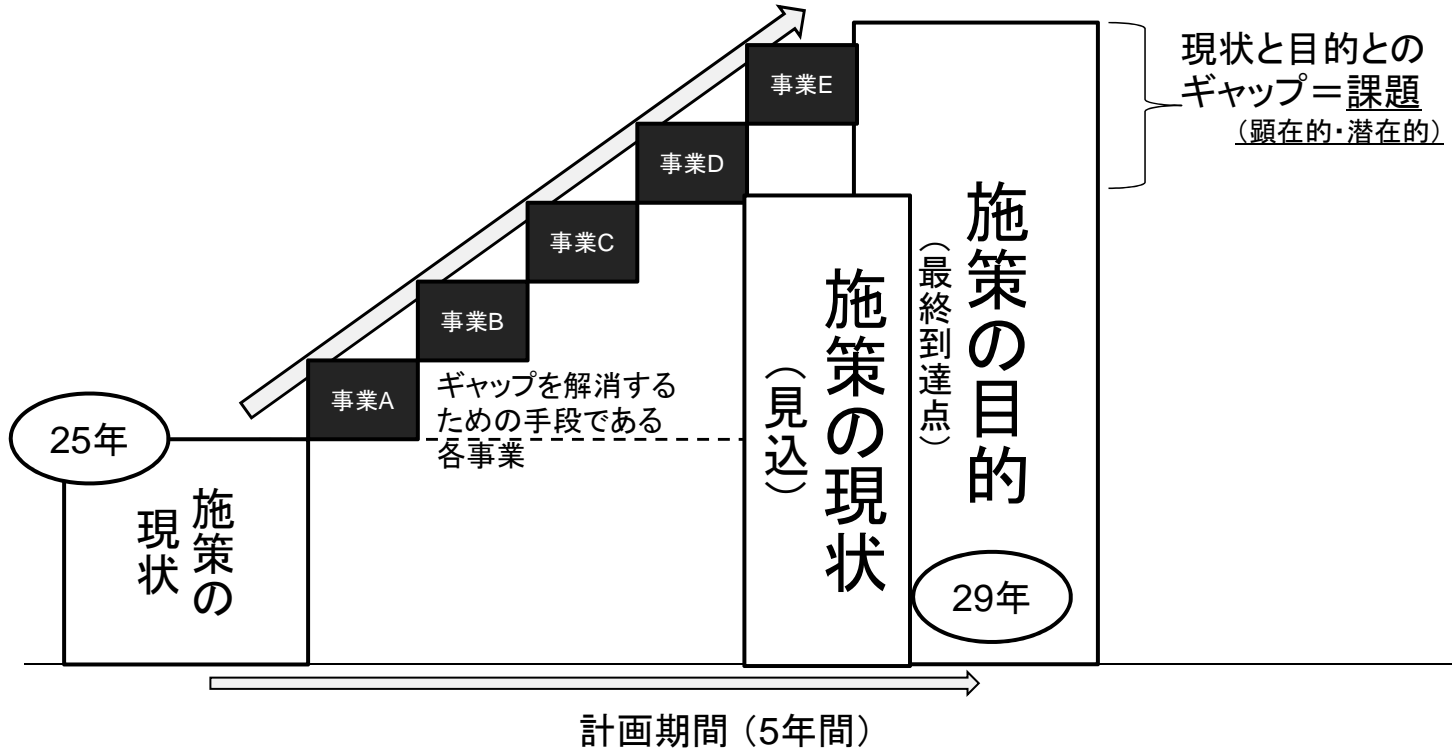 現状と目的との
ギャップ＝課題
（顕在的・潜在的）
事業E
事業D
事業C
事業B
事業A
ギャップを解消する
ための手段である
各事業
25年
施策の
現状
施策の現状
（見込）
施策の目的
（最終到達点）
29年
計画期間（5年間）